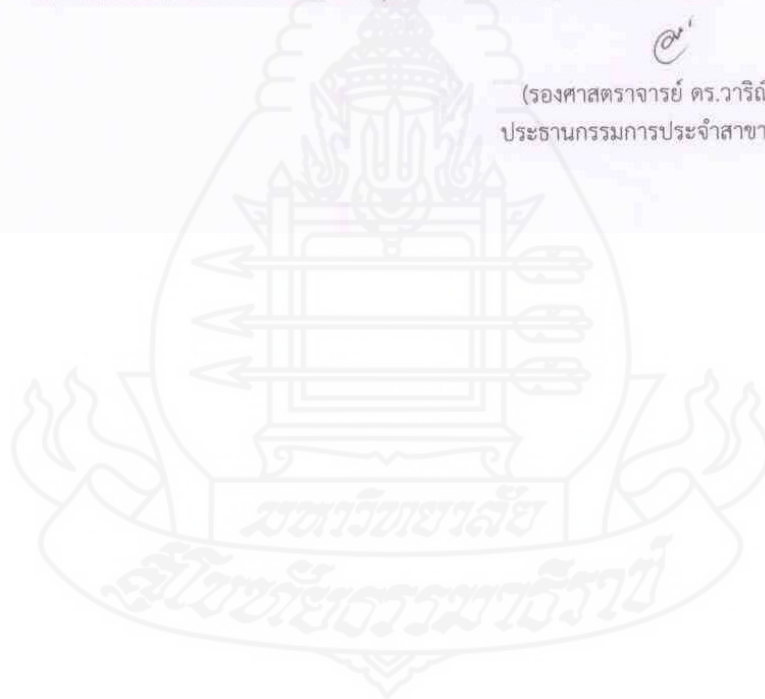 (รองศาสตราจารย์ ดร.วาริณ
ประธานกรรมการประจำสาขา
มหาวิทยาลัย
สุโขทัยธรรมาธิราช